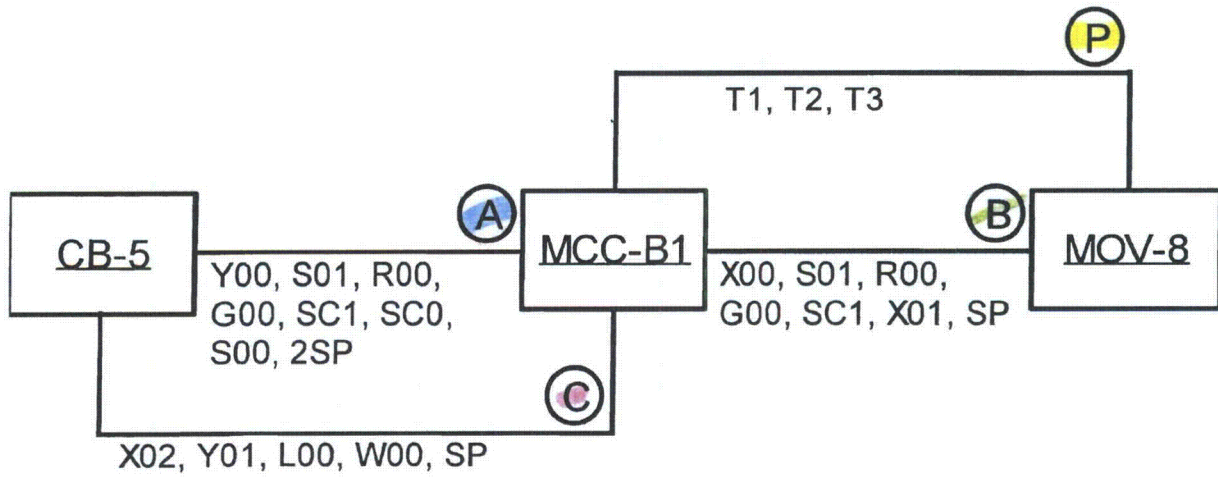 P
T1, T2, T3
A
B
CB-5
MCC-B1
MOV-8
Y00, S01, R00,
G00, SC1, SC0,
S00, 2SP
X00, S01, R00,
G00, SC1, X01, SP
C
X02, Y01, L00, W00, SP